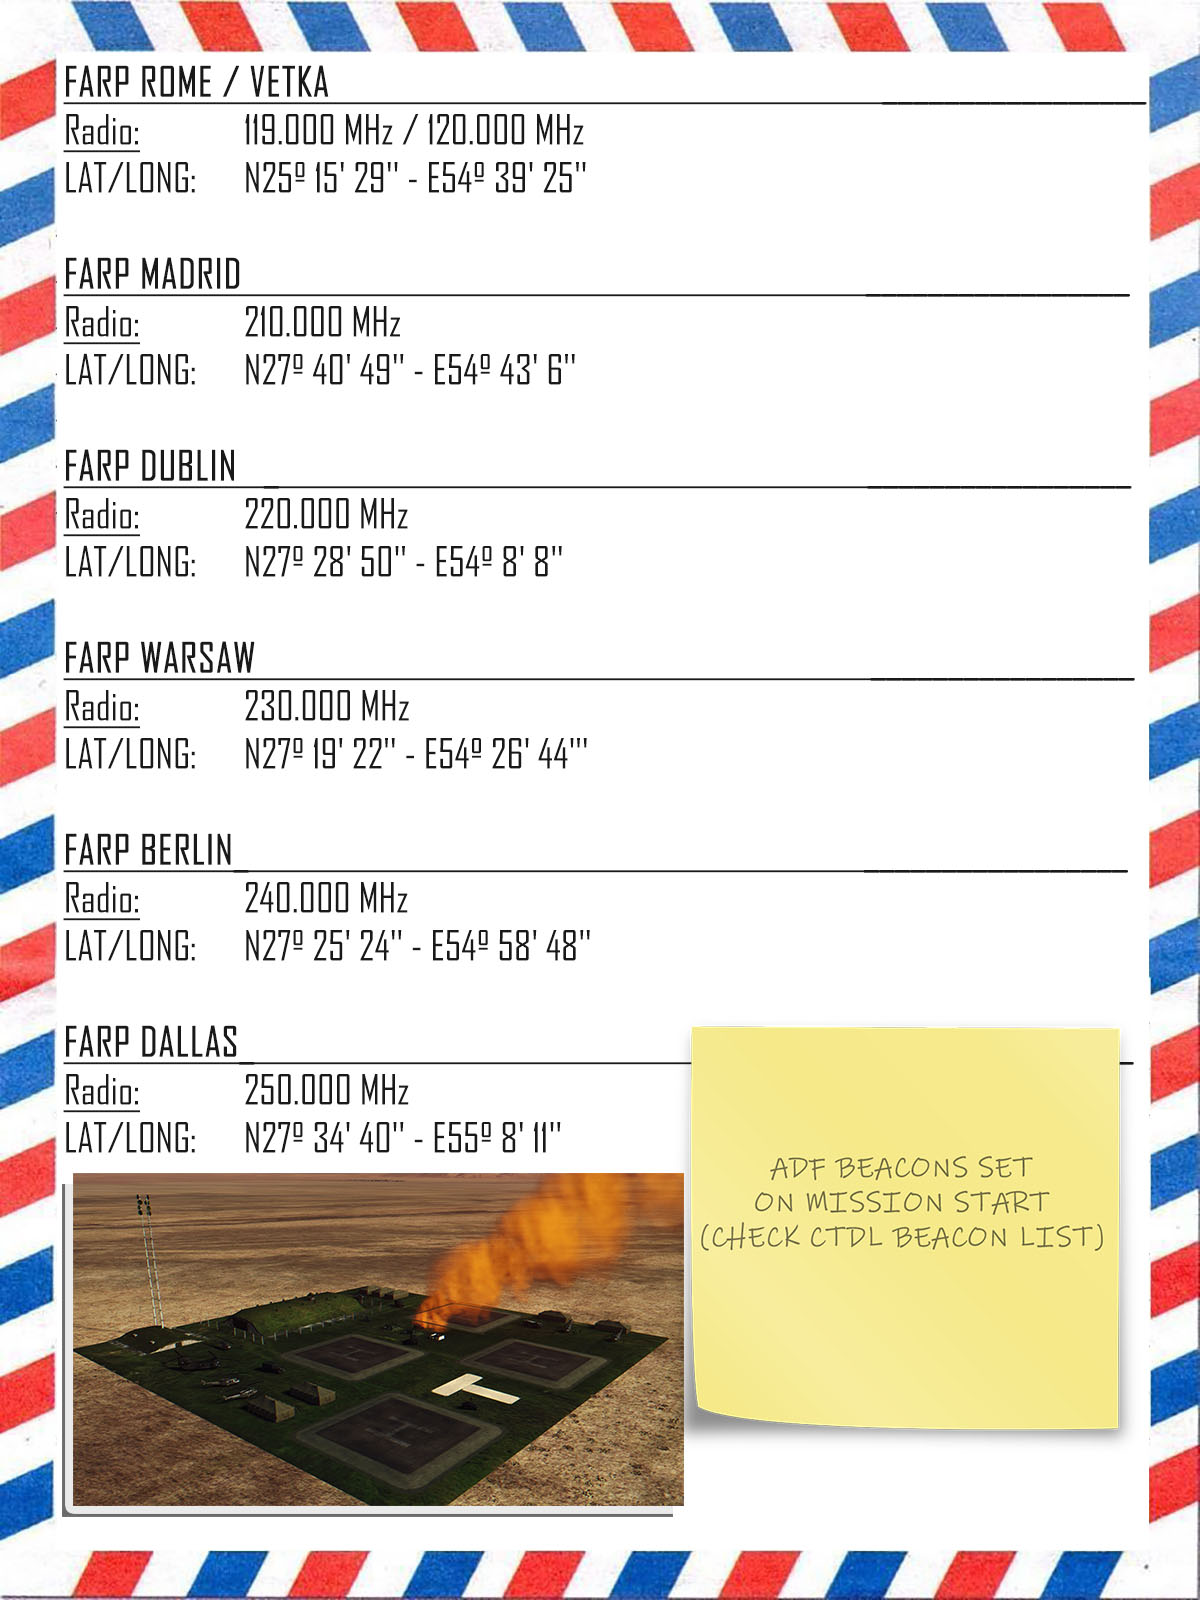 FARP ROME / VETKA
Radio: 119.000 MHz / 120.000 MHz
LAT/LONG: N25º 15' 29" - E54º 39' 25"
FARP MADRID
Radio: 210.000 MHz
LAT/LONG: N27º 40' 49" - E54º 43' 6"
FARP DUBLIN
Radio: 220.000 MHz
LAT/LONG: N27º 28' 50" - E54º 8' 8"
FARP WARSAW
Radio: 230.000 MHz
LAT/LONG: N27º 19' 22" - E54º 26' 44"'
FARP BERLIN
Radio: 240.000 MHz
LAT/LONG: N27º 25' 24" - E54º 58' 48"
FARP DALLAS
Radio: 250.000 MHz
LAT/LONG: N27º 34' 40" - E55º 8' 11"
ADF BEACONS SET
ON MISSION START
(CHECK CTDL BEACON LIST)